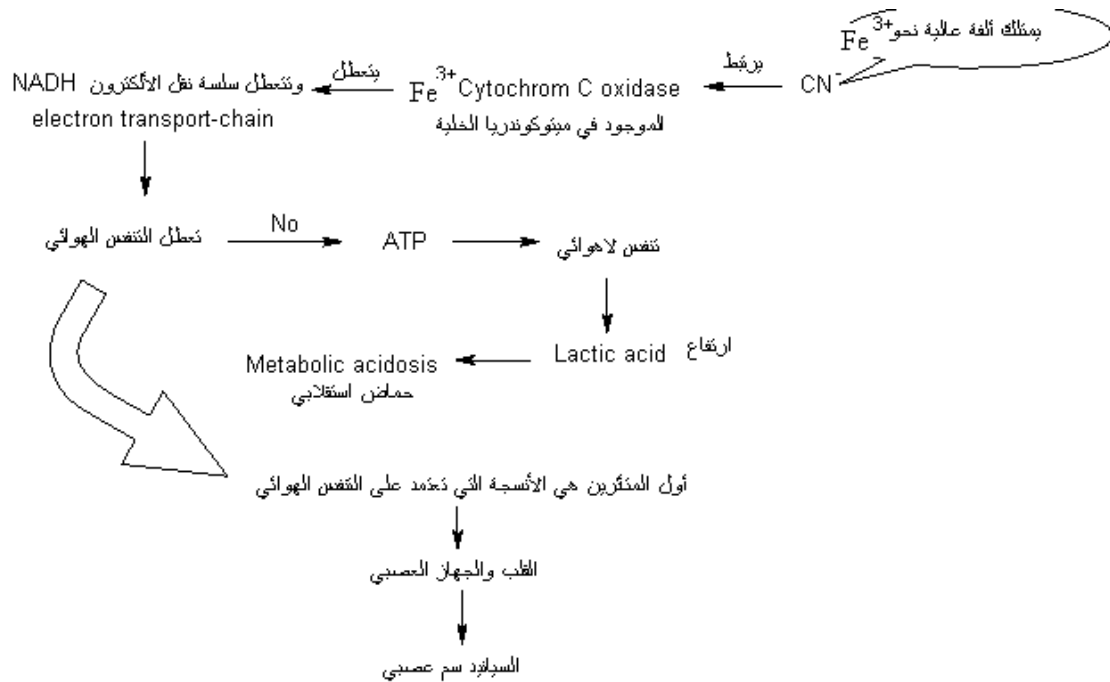 يمتلك ألفة عالية نحو Fe3+
CN-
يرتبط
Fe3+ Cytochrom C oxidase
الموجود في ميتوكوندريا الخلية
يتعطل
وتتعطل سلسة نقل الألكترون NADH
electron transport-chain
تعطل التنفس الهوائي
No
ATP
تنفس لاهوائي
ارتفاع Lactic acid
Metabolic acidosis
حماض استقلابي
أول المتأثرين هي الأنسجة التي تعتمد على التنفس الهوائي
القلب والجهاز العصبي
السيانيد سم عصبي